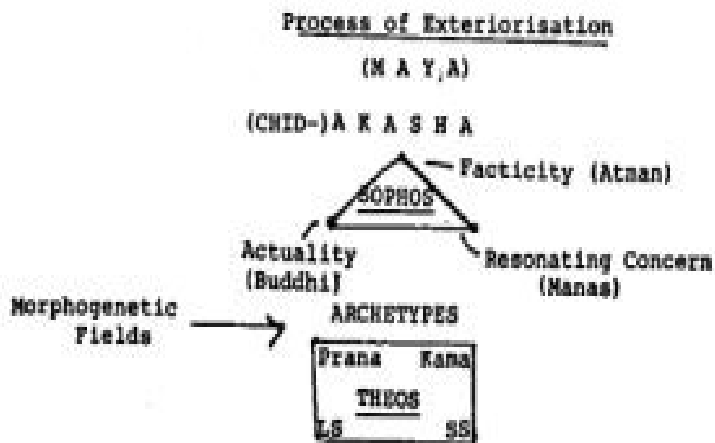 Process of Exteriorisation
(M A Y A)
(CHID-)A K A S H A
Facticity (Atman)
SOPHOS
Actuality
(Buddhi)
Resonating Concern
(Manas)
Morphogenetic
Fields
ARCHETYPES
Prana Kama
THEOS
LS SS